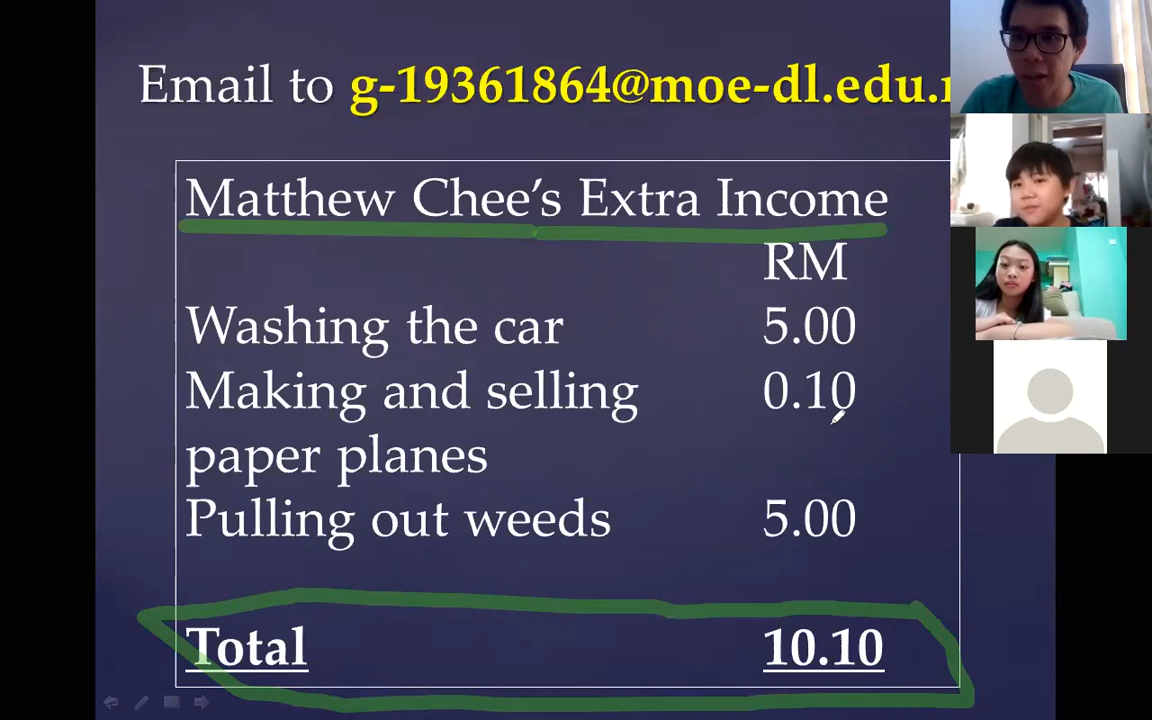 Email to g-19361864@moe-dl.edu.
Matthew Chee’s Extra Income
RM
Washing the car 5.00
Making and selling 0.10
paper planes
Pulling out weeds 5.00
Total 10.10